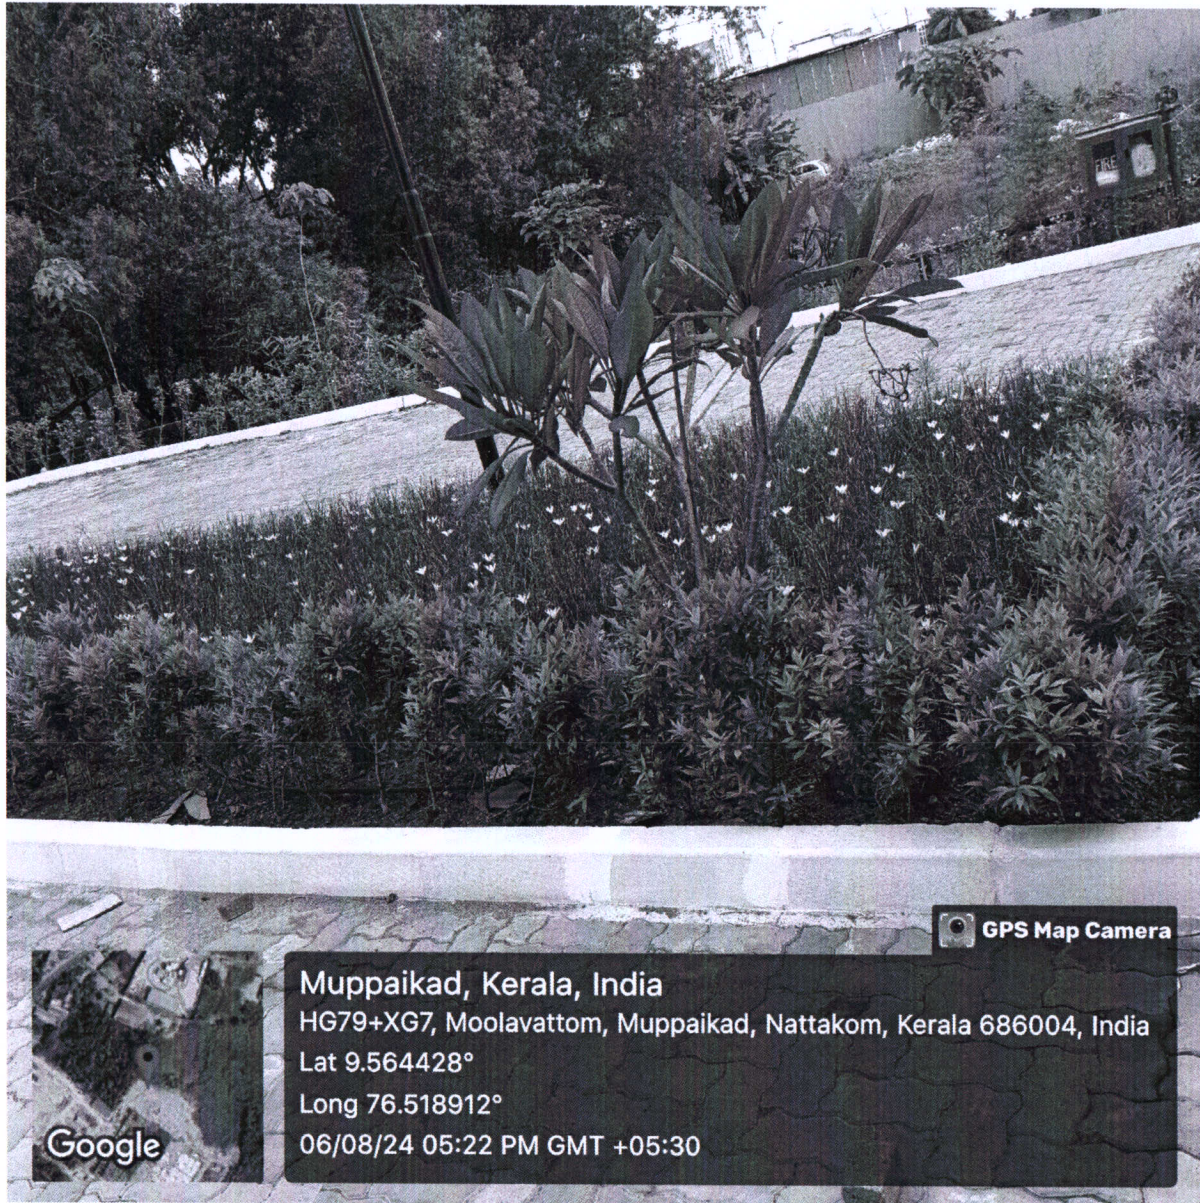 FIRE
GPS Map Camera
Muppaikad, Kerala, India
HG79+XG7, Moolavattom, Muppaikad, Nattakom, Kerala 686004, India
Lat 9.564428°
Long 76.518912°
06/08/24 05:22 PM GMT +05:30
Google